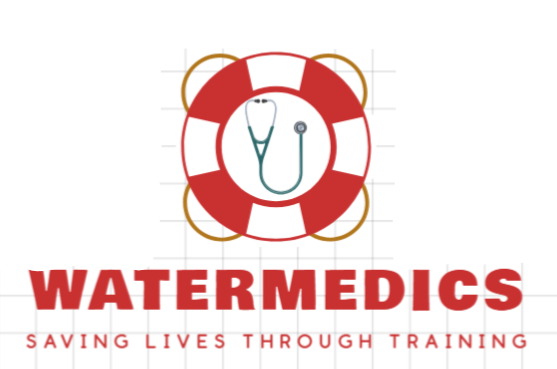 WATERMEDICS
SAVING LIVES THROUGH TRAINING